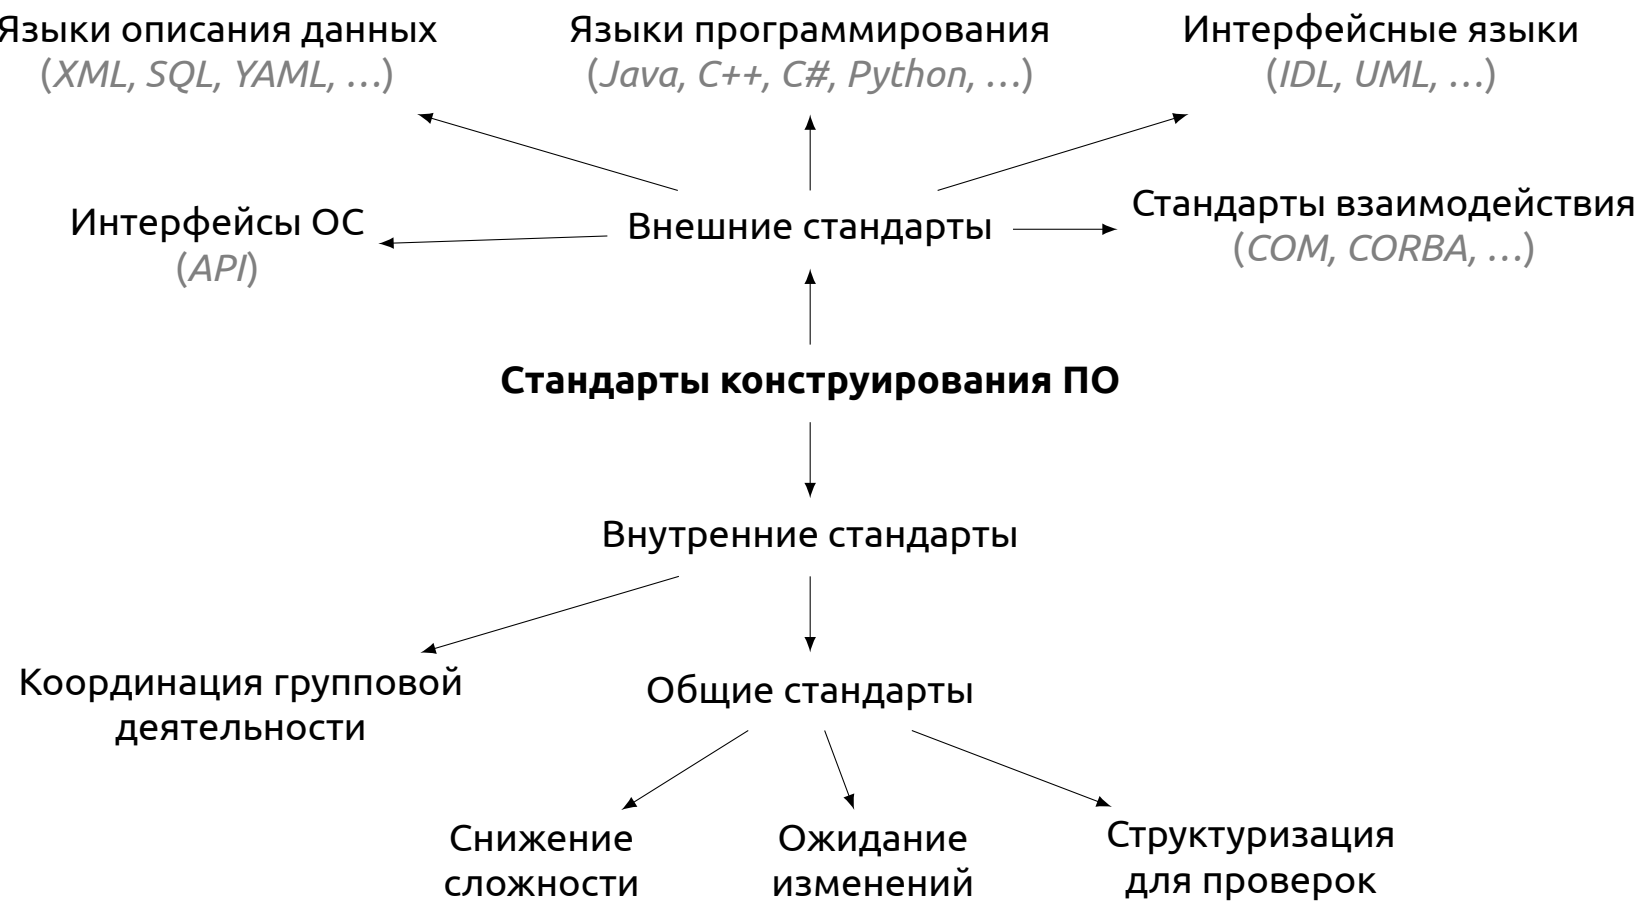 Языки описания данных
(XML, SQL, YAML, …)
Языки программирования
(Java, C++, C#, Python, …)
Интерфейсные языки
(IDL, UML, …)
Интерфейсы ОС
(API)
Внешние стандарты
Стандарты взаимодействия
(COM, CORBA, …)
Стандарты конструирования ПО
Внутренние стандарты
Координация групповой
деятельности
Общие стандарты
Снижение
сложности
Ожидание
изменений
Структуризация
для проверок